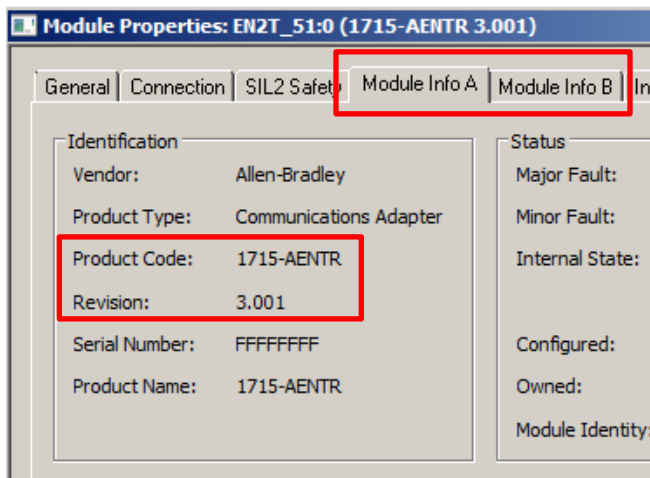 Module Properties: EN2T_51:0 (1715-AENTR 3.001)
General Connection SIL2 Safety Module Info A Module Info B In
Identification
Vendor: Allen-Bradley
Product Type: Communications Adapter
Product Code: 1715-AENTR
Revision: 3.001
Serial Number: FFFFFFFF
Product Name: 1715-AENTR
Status
Major Fault:
Minor Fault:
Internal State:
Configured:
Owned:
Module Identity: